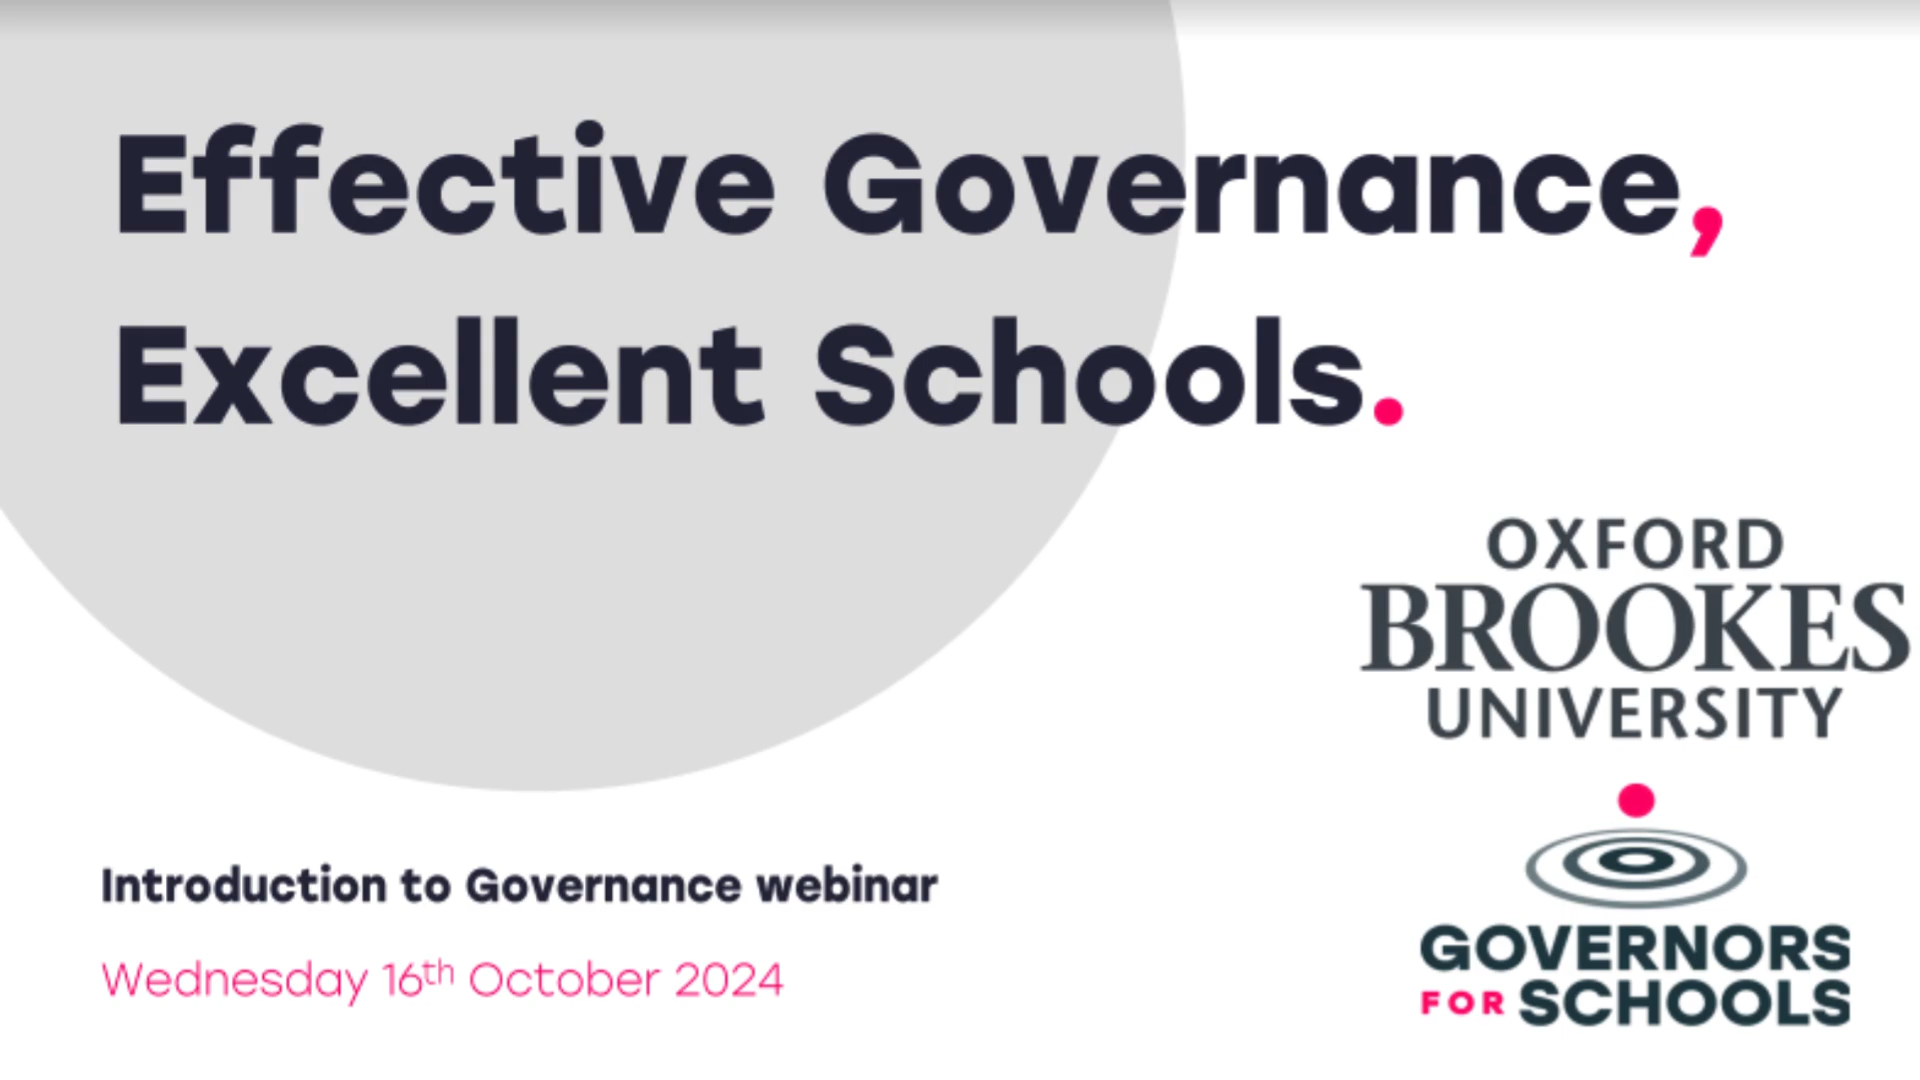 Effective Governance,
Excellent Schools.
OXFORD
BROOKES
UNIVERSITY
Introduction to Governance webinar
Wednesday 16th October 2024
GOVERNORS
FOR SCHOOLS